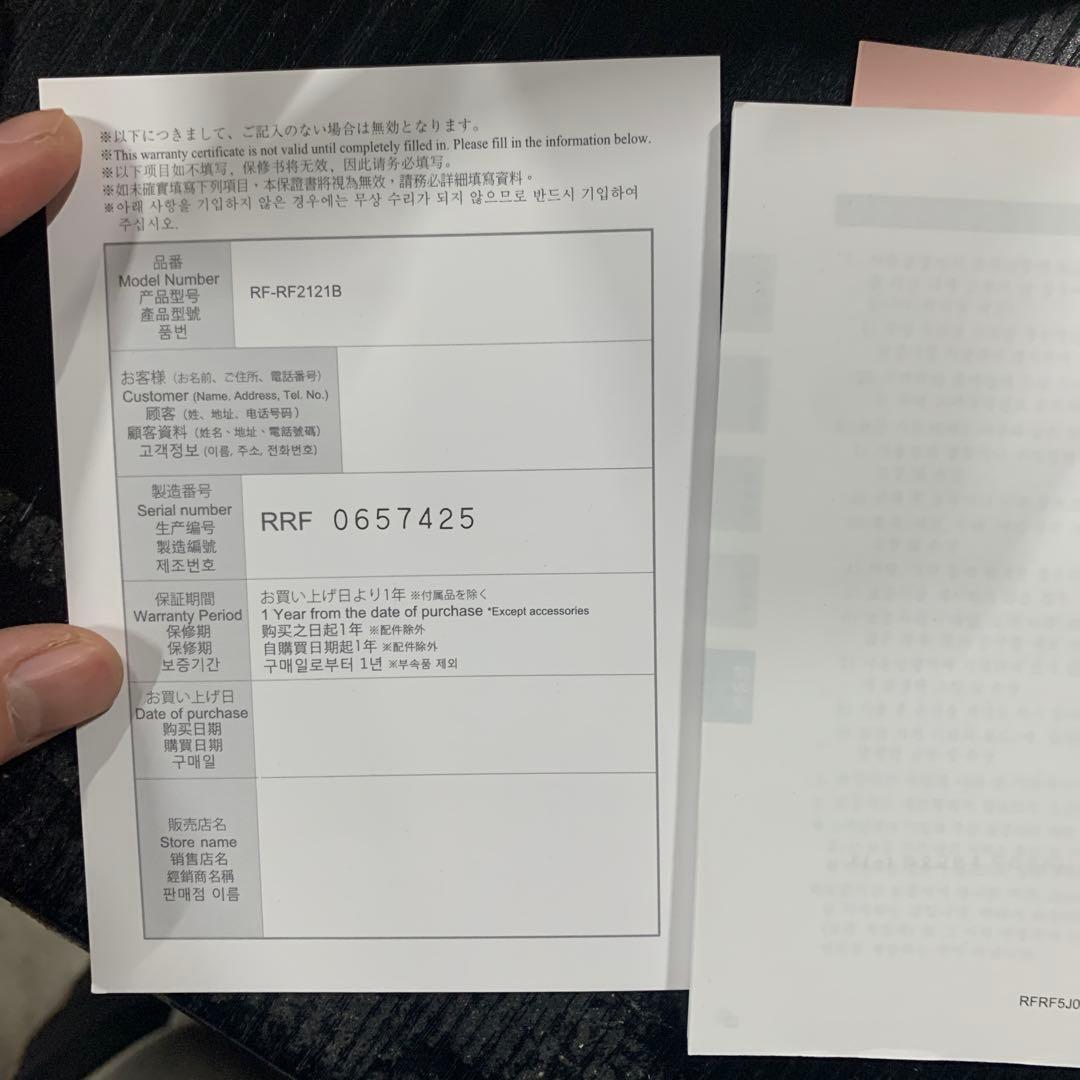 ※以下につきまして、ご記入のない場合は無効となります。
※This warranty certificate is not valid until completely filled in. Please fill in the information below.
※以下项目如不填写, 保修书将无效, 因此请务必填写。
※如未確實填寫下列項目，本保證書將視為無效，請務必詳細填寫資料。
※아래 사항을 기입하지 않은 경우에는 무상 수리가 되지 않으므로 반드시 기입하여
주십시오.
品番
Model Number
产品型号
產品型號
품번
RF-RF2121B
お客様 (お名前、ご住所、電話番号)
Customer (Name, Address, Tel. No.)
顾客 (姓、地址、电话号码)
顧客資料 (姓名、地址、電話號碼)
고객정보 (이름, 주소, 전화번호)
製造番号
Serial number
生产编号
製造編號
제조번호
RRF 0657425
保証期間
Warranty Period
保修期
保修期
보증기간
お買い上げ日より1年 ※付属品を除く
1 Year from the date of purchase *Except accessories
购买之日起1年 ※配件除外
自購買日期起1年 ※配件除外
구매일로부터 1년 ※부속품 제외
お買い上げ日
Date of purchase
购买日期
購買日期
구매일
販売店名
Store name
销售店名
經銷商名稱
판매점 이름
RFRF5J0